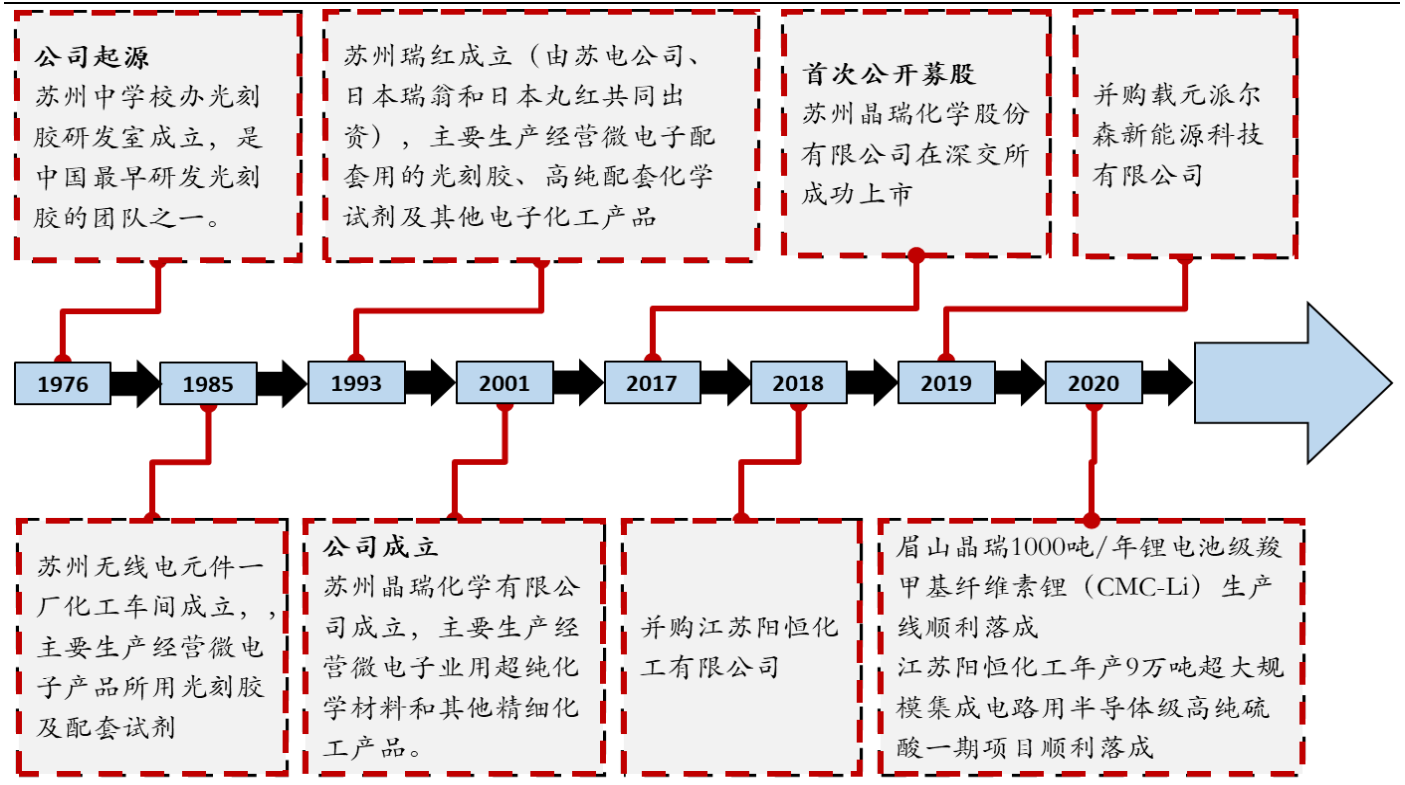 公司起源
苏州中学校办光刻
胶研发室成立，是
中国最早研发光刻
胶的团队之一。
苏州瑞红成立（由苏电公司、
日本瑞翁和日本丸红共同出
资），主要生产经营微电子配
套用的光刻胶、高纯配套化学
试剂及其他电子化工产品
首次公开募股
苏州晶瑞化学股份
有限公司在深交所
成功上市
并购载元派尔
森新能源科技
有限公司
1976
1985
1993
2001
2017
2018
2019
2020
苏州无线电元件一
厂化工车间成立，，
主要生产经营微电
子产品所用光刻胶
及配套试剂
公司成立
苏州晶瑞化学有限公
司成立，主要生产经
营微电子业用超纯化
学材料和其他精细化
工产品。
并购江苏阳恒化
工有限公司
眉山晶瑞1000吨/年锂电池级羧
甲基纤维素锂（CMC-Li）生产
线顺利落成
江苏阳恒化工年产9万吨超大规
模集成电路用半导体级高纯硫
酸一期项目顺利落成